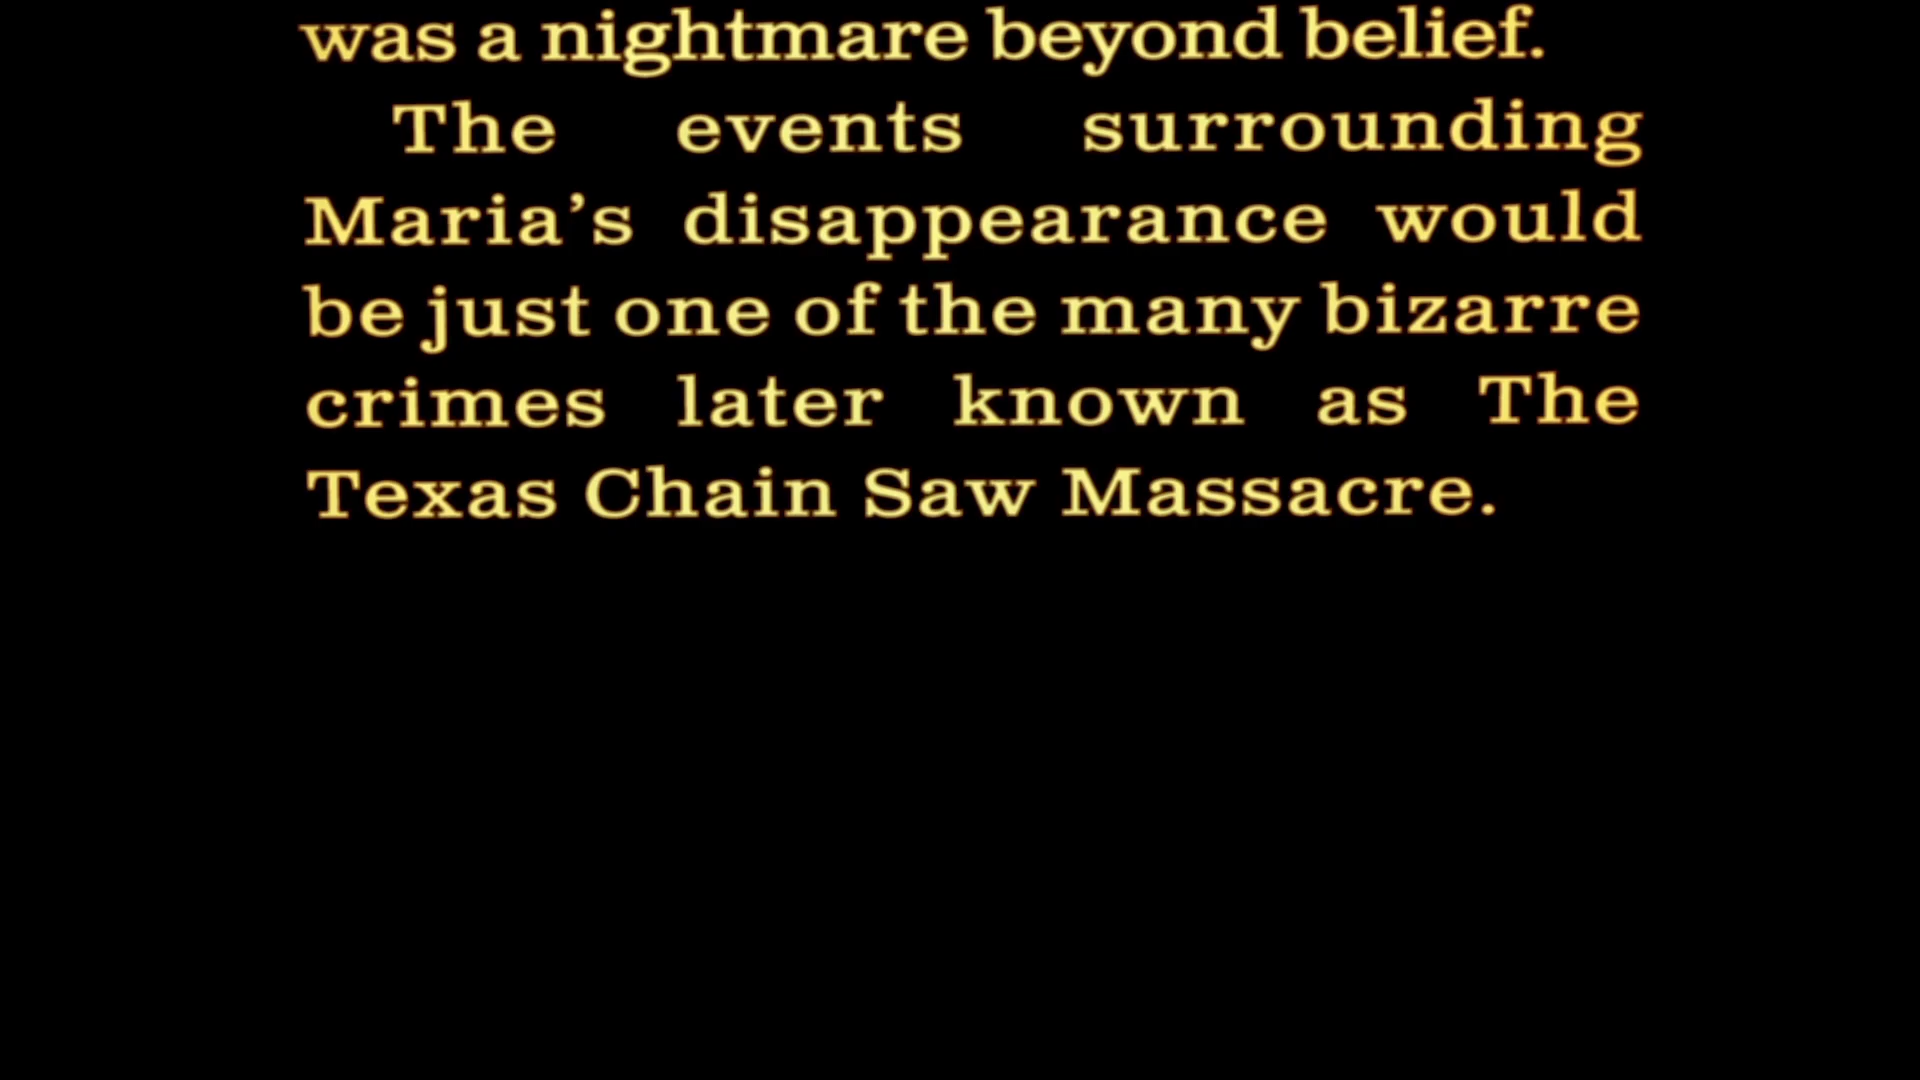 was a nightmare beyond belief.
The events surrounding
Maria’s disappearance would
be just one of the many bizarre
crimes later known as The
Texas Chain Saw Massacre.